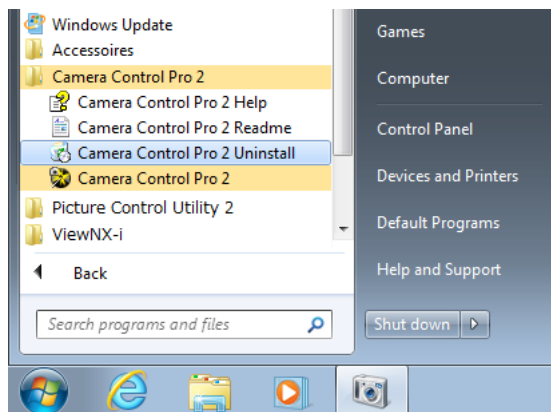 Windows Update
Accessoires
Camera Control Pro 2
Camera Control Pro 2 Help
Camera Control Pro 2 Readme
Camera Control Pro 2 Uninstall
Camera Control Pro 2
Picture Control Utility 2
ViewNX-i
Back
Search programs and files
Games
Computer
Control Panel
Devices and Printers
Default Programs
Help and Support
Shut down